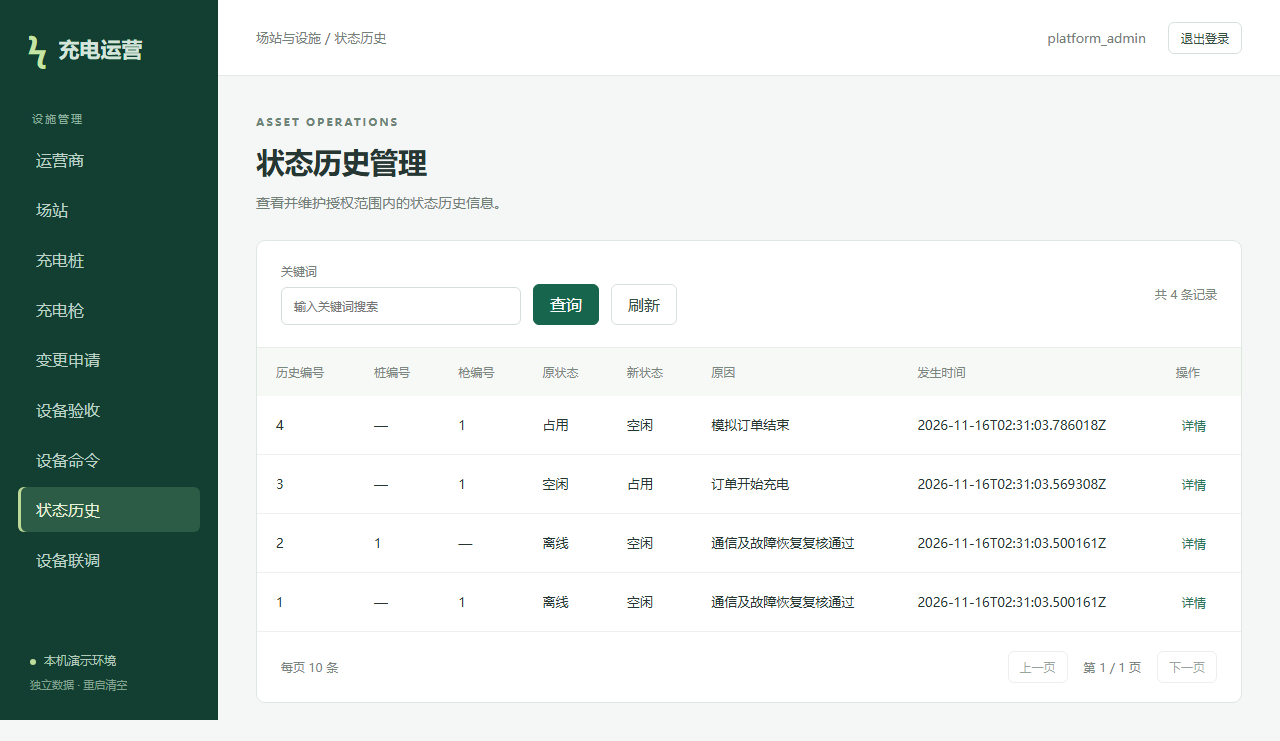 充电运营
设施管理
运营商
场站
充电桩
充电枪
变更申请
设备验收
设备命令
状态历史
设备联调
本机演示环境
独立数据 · 重启清空
场站与设施 / 状态历史
platform_admin
退出登录
ASSET OPERATIONS
状态历史管理
查看并维护授权范围内的状态历史信息。
关键词
输入关键词搜索
查询
刷新
共 4 条记录
历史编号 桩编号 枪编号 原状态 新状态 原因 发生时间 操作
4 — 1 占用 空闲 模拟订单结束 2026-11-16T02:31:03.786018Z 详情
3 — 1 空闲 占用 订单开始充电 2026-11-16T02:31:03.569308Z 详情
2 1 — 离线 空闲 通信及故障恢复复核通过 2026-11-16T02:31:03.500161Z 详情
1 — 1 离线 空闲 通信及故障恢复复核通过 2026-11-16T02:31:03.500161Z 详情
每页 10 条
上一页 第 1 / 1 页 下一页